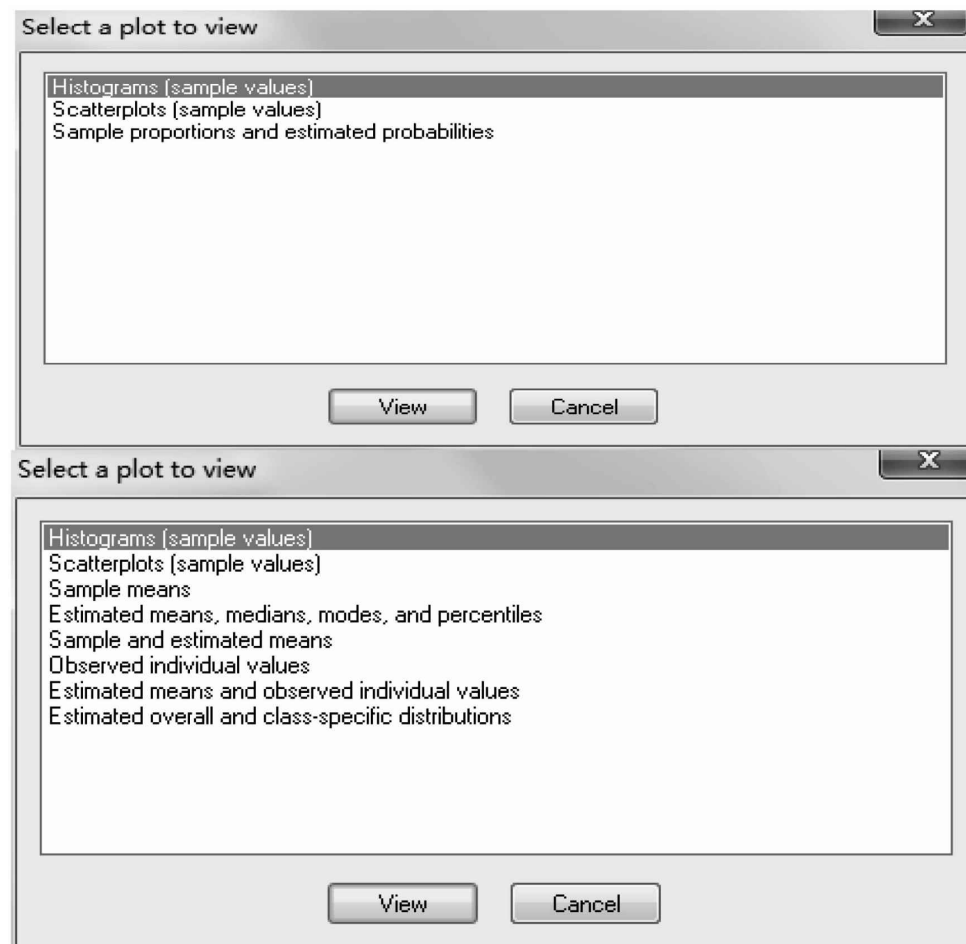 Select a plot to view
X
Histograms (sample values)
Scatterplots (sample values)
Sample proportions and estimated probabilities
View
Cancel
Select a plot to view
X
Histograms (sample values)
Scatterplots (sample values)
Sample means
Estimated means, medians, modes, and percentiles
Sample and estimated means
Observed individual values
Estimated means and observed individual values
Estimated overall and class-specific distributions
View
Cancel